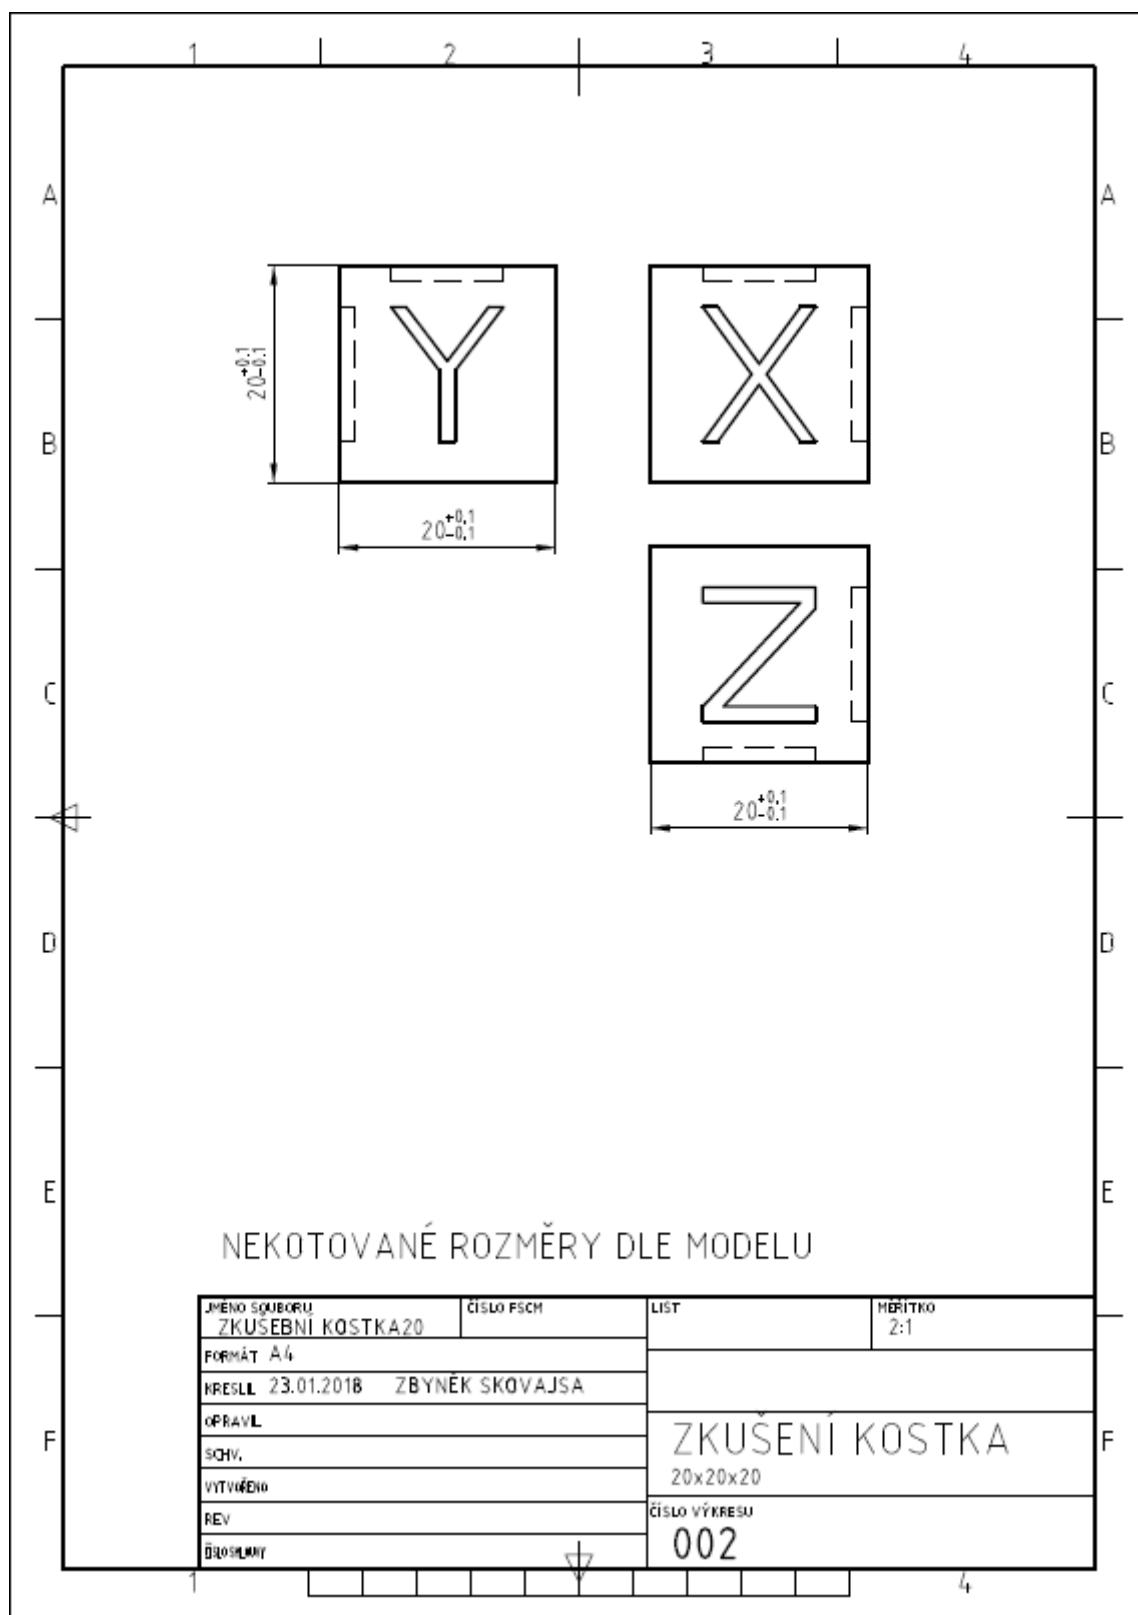 1 2 3 4
A A
Y X
20+0.1-0.1
B B
20+0.1-0.1
Z
C C
20+0.1-0.1
D D
E E
NEKOTOVANÉ ROZMĚRY DLE MODELU
JMÉNO SOUBORU ČÍSLO FSCM LIST MĚŘÍTKO
ZKUŠEBNÍ KOSTKA20 2:1
FORMÁT A4
KRESLIL 23.01.2018 ZBYNĚK SKOVAJSA
OPRAVIL
F ZKUŠENÍ KOSTKA F
SCHV.
20x20x20
VYTVOŘENO
REV ČÍSLO VÝKRESU
002
1 4